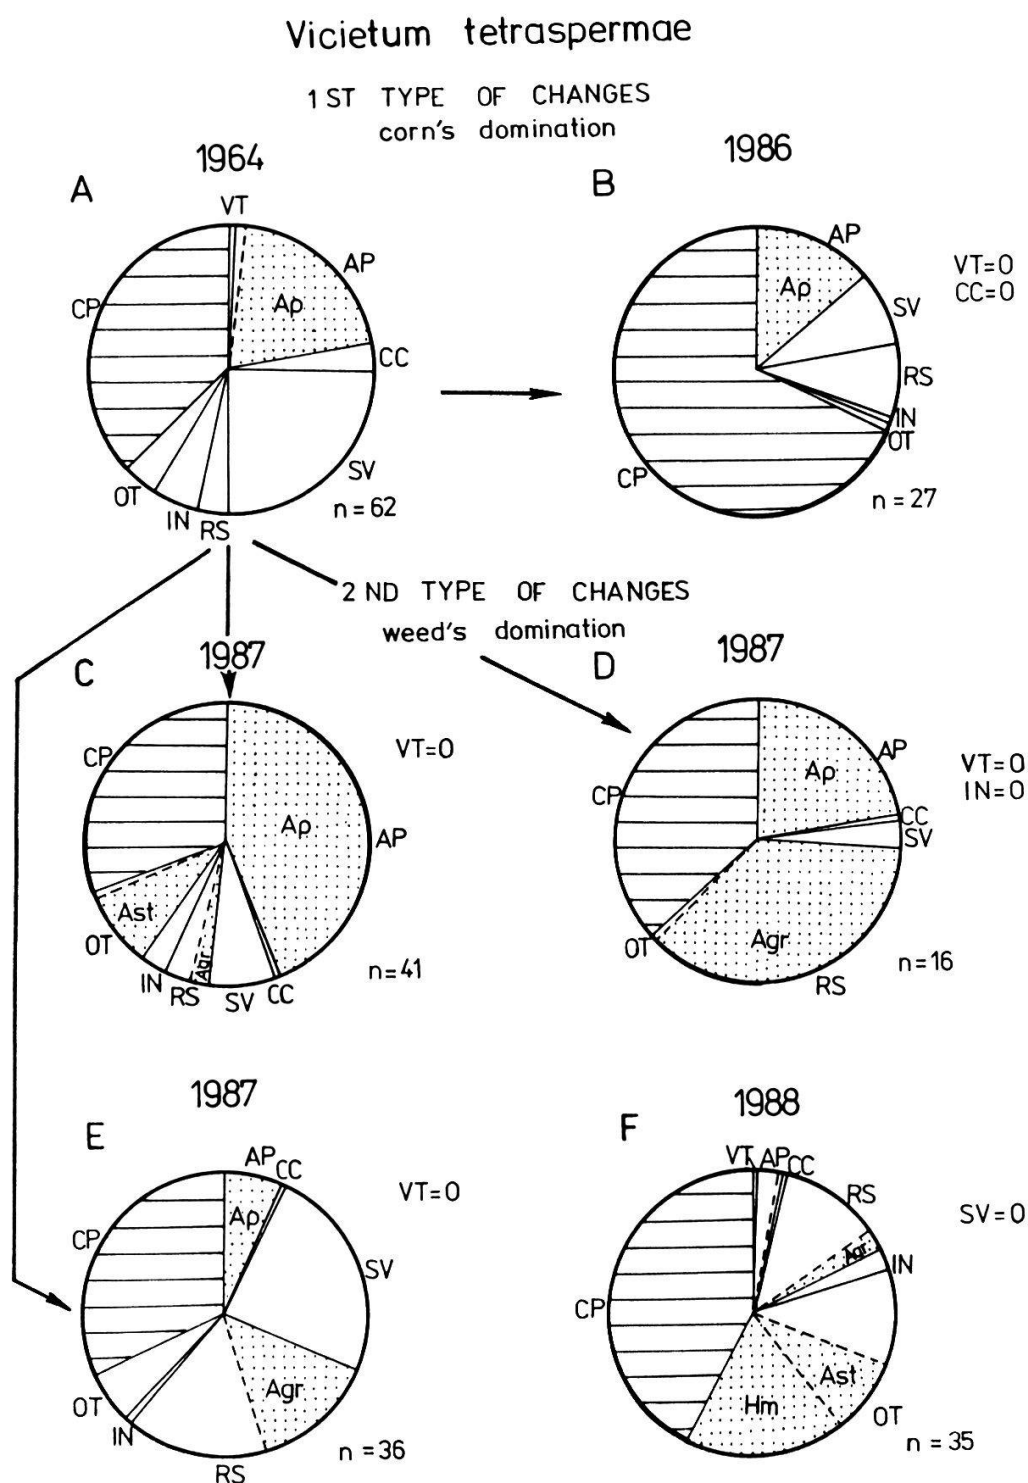 Vicietum tetraspermae
1ST TYPE OF CHANGES
corn's domination
1964
1986
A
B
VT
AP
Ap
CC
CP
SV
OT
IN
RS
n=62
AP
Ap
VT=0
CC=0
SV
RS
IN
OT
CP
n=27
2ND TYPE OF CHANGES
weed's domination
1987
1987
C
D
CP
VT=0
Ap
AP
Ast
OT
IN
RS
Agr
SV
CC
n=41
AP
Ap
VT=0
IN=0
CP
CC
SV
OT
Agr
RS
n=16
1987
1988
E
F
AP
CC
Ap
VT=0
CP
SV
Agr
OT
IN
RS
n=36
VT
AP
CC
RS
SV=0
Agr
IN
CP
Ast
Hm
OT
n=35